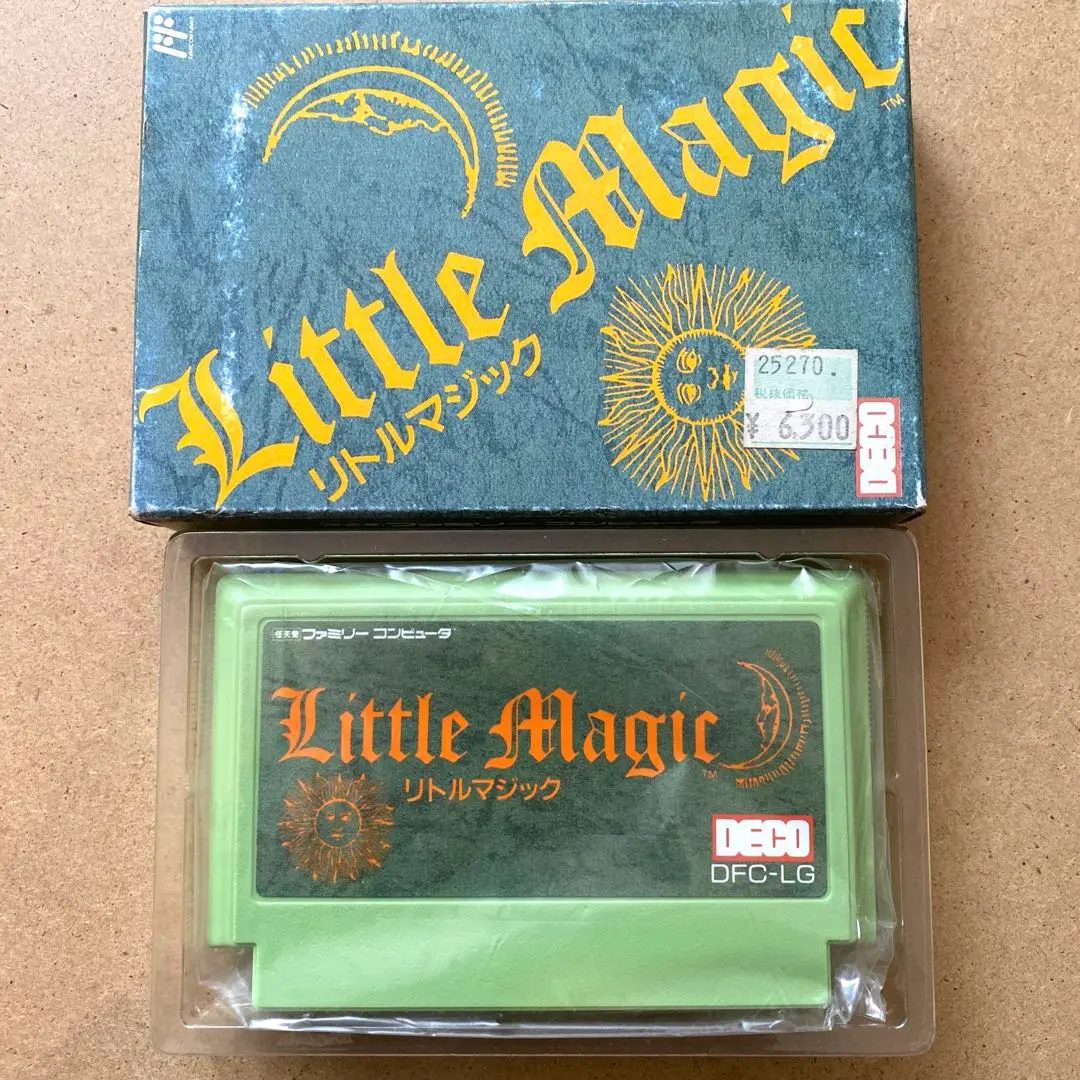 Little Magic
TM
リトルマジック
25270.
税抜価格
¥ 6,300
DECO
任天堂 ファミリー コンピュータ
Little Magic
TM
リトルマジック
DECO
DFC-LG